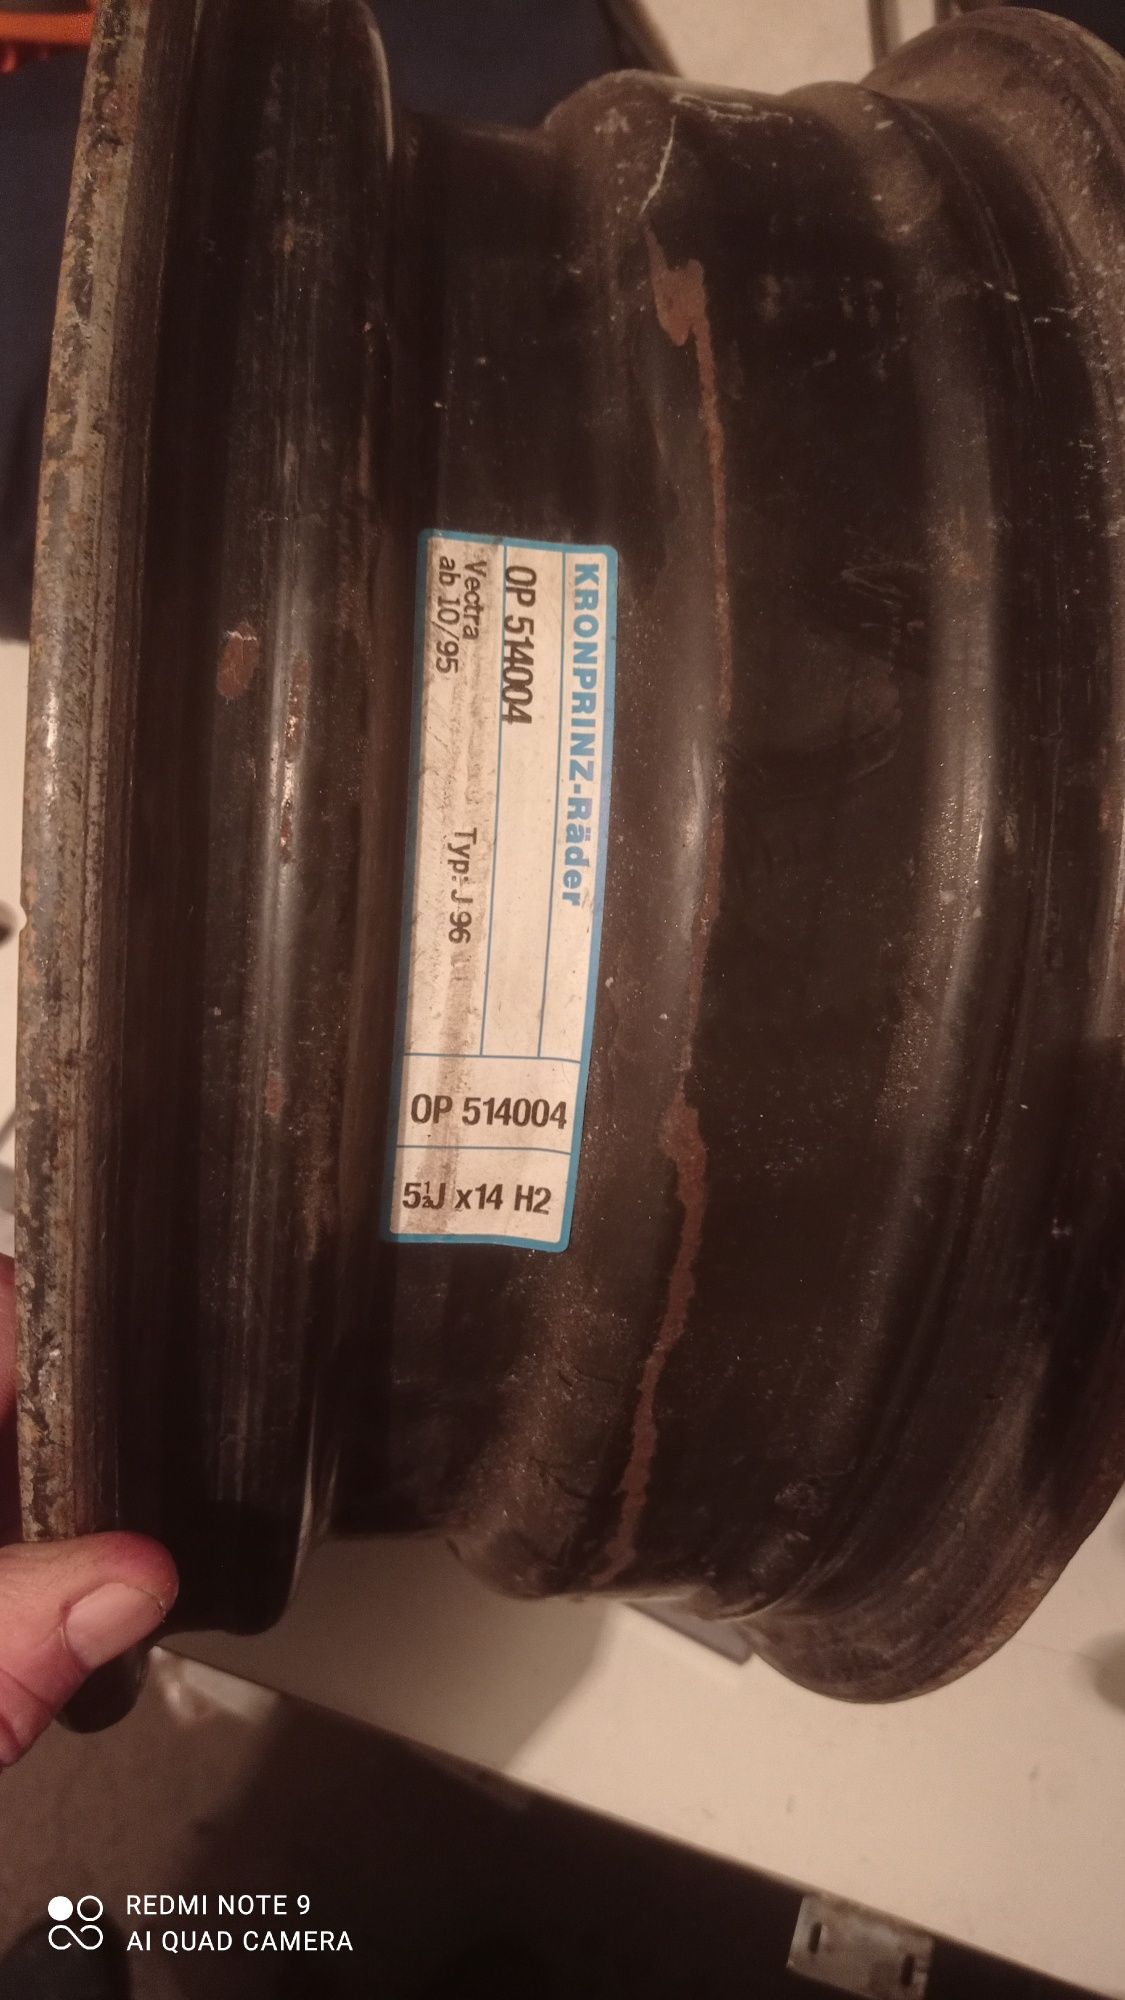 KRONPRINZ-Räder
OP 514004
Vectra
ab 10/95
Typ: J 96
OP 514004
5½J x14 H2
REDMI NOTE 9
AI QUAD CAMERA